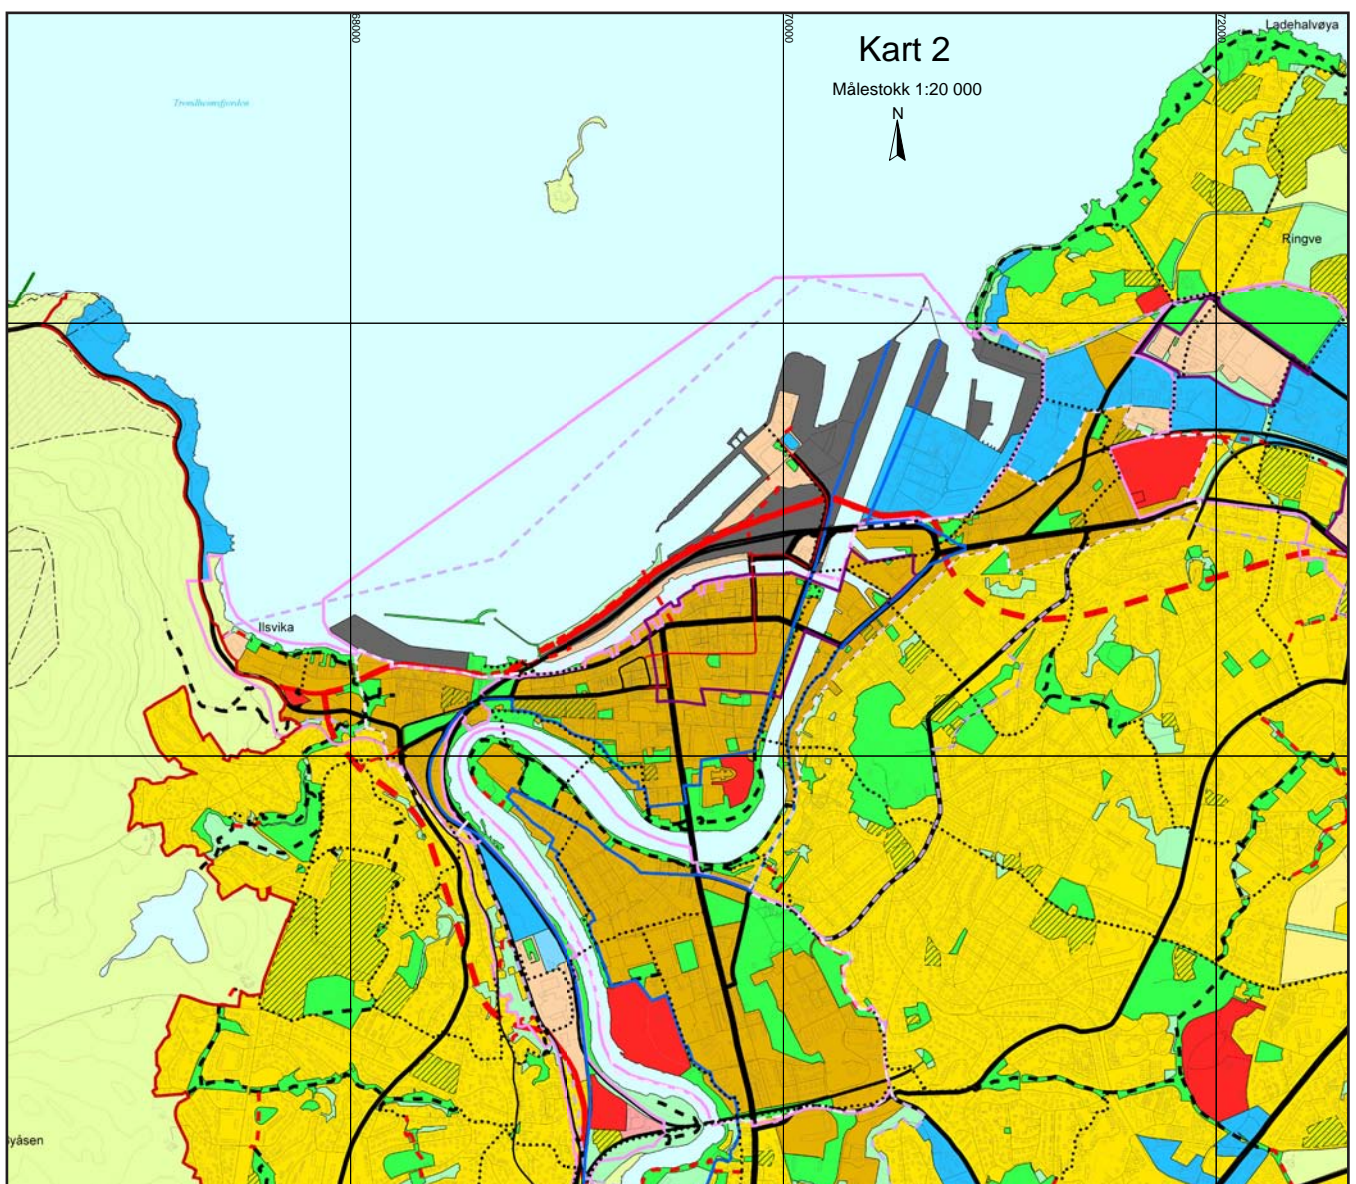 68000
70000
72000
Ladehalvøya
Kart 2
Målestokk 1:20 000
N
Trondheimsfjorden
Ringve
Ilsvika
yåsen